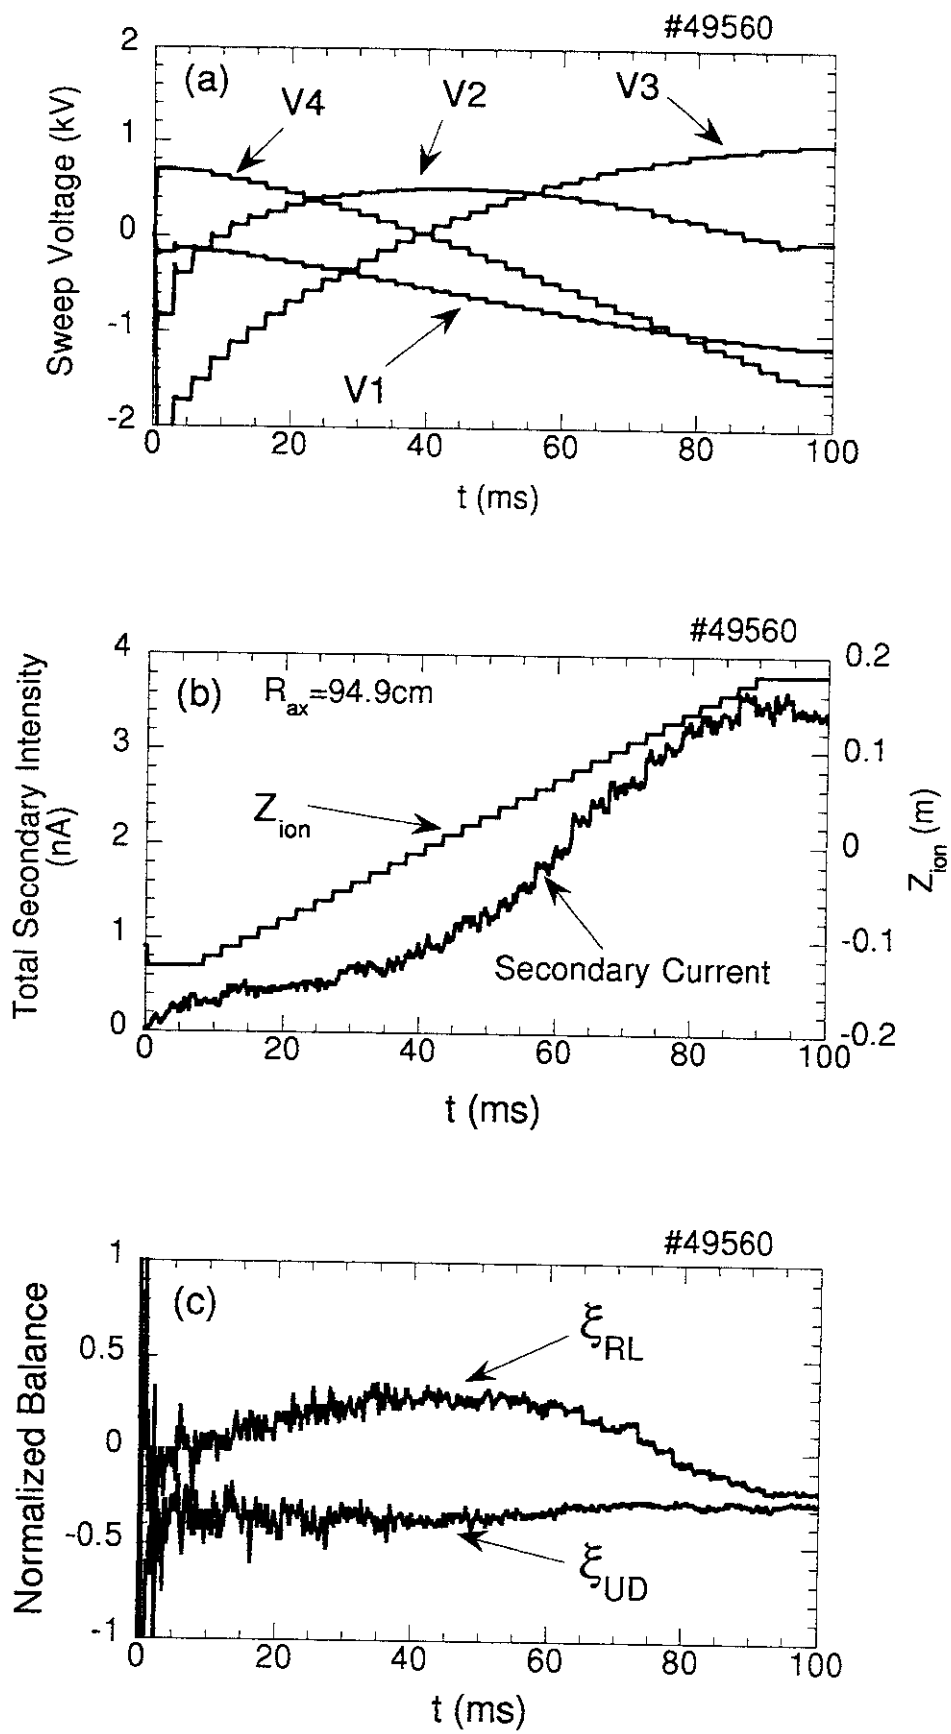 #49560
(a)
V4
V2
V3
V1
Sweep Voltage (kV)
2
1
0
-1
-2
0
20
40
60
80
100
t (ms)
#49560
(b)
R_ax=94.9cm
Z_ion
Secondary Current
Total Secondary Intensity
(nA)
4
3
2
1
0
0.2
0.1
0
-0.1
-0.2
Z_ion (m)
0
20
40
60
80
100
t (ms)
#49560
(c)
ξ_RL
ξ_UD
Normalized Balance
1
0.5
0
-0.5
-1
0
20
40
60
80
100
t (ms)